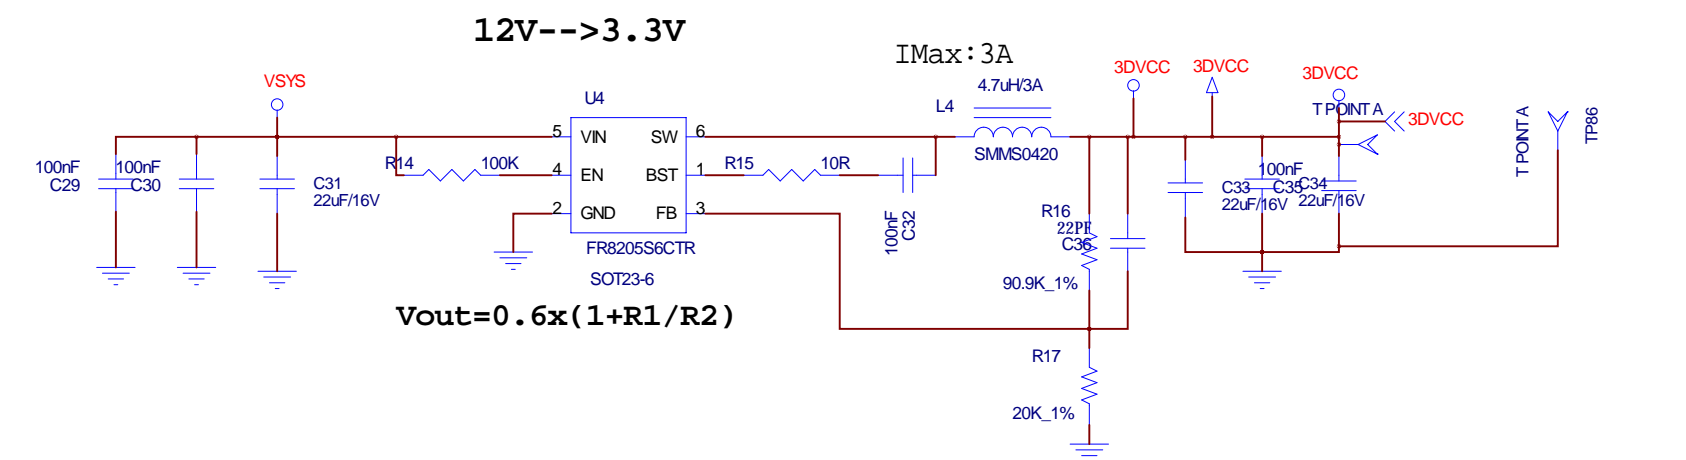 12V-->3.3V
IMax:3A
VSYS
3DVCC
3DVCC
3DVCC
4.7uH/3A
U4
L4
T POINT A
3DVCC
T POINT A
TP86
5
VIN
SW
6
SMMS0420
100nF
C29
100nF
C30
R14
100K
4
EN
BST
1
R15
10R
C31
22uF/16V
2
GND
FB
3
100nF
C32
R16
22PF
C36
C33
22uF/16V
100nF
C35
C34
22uF/16V
FR8205S6CTR
SOT23-6
90.9K_1%
Vout=0.6x(1+R1/R2)
R17
20K_1%